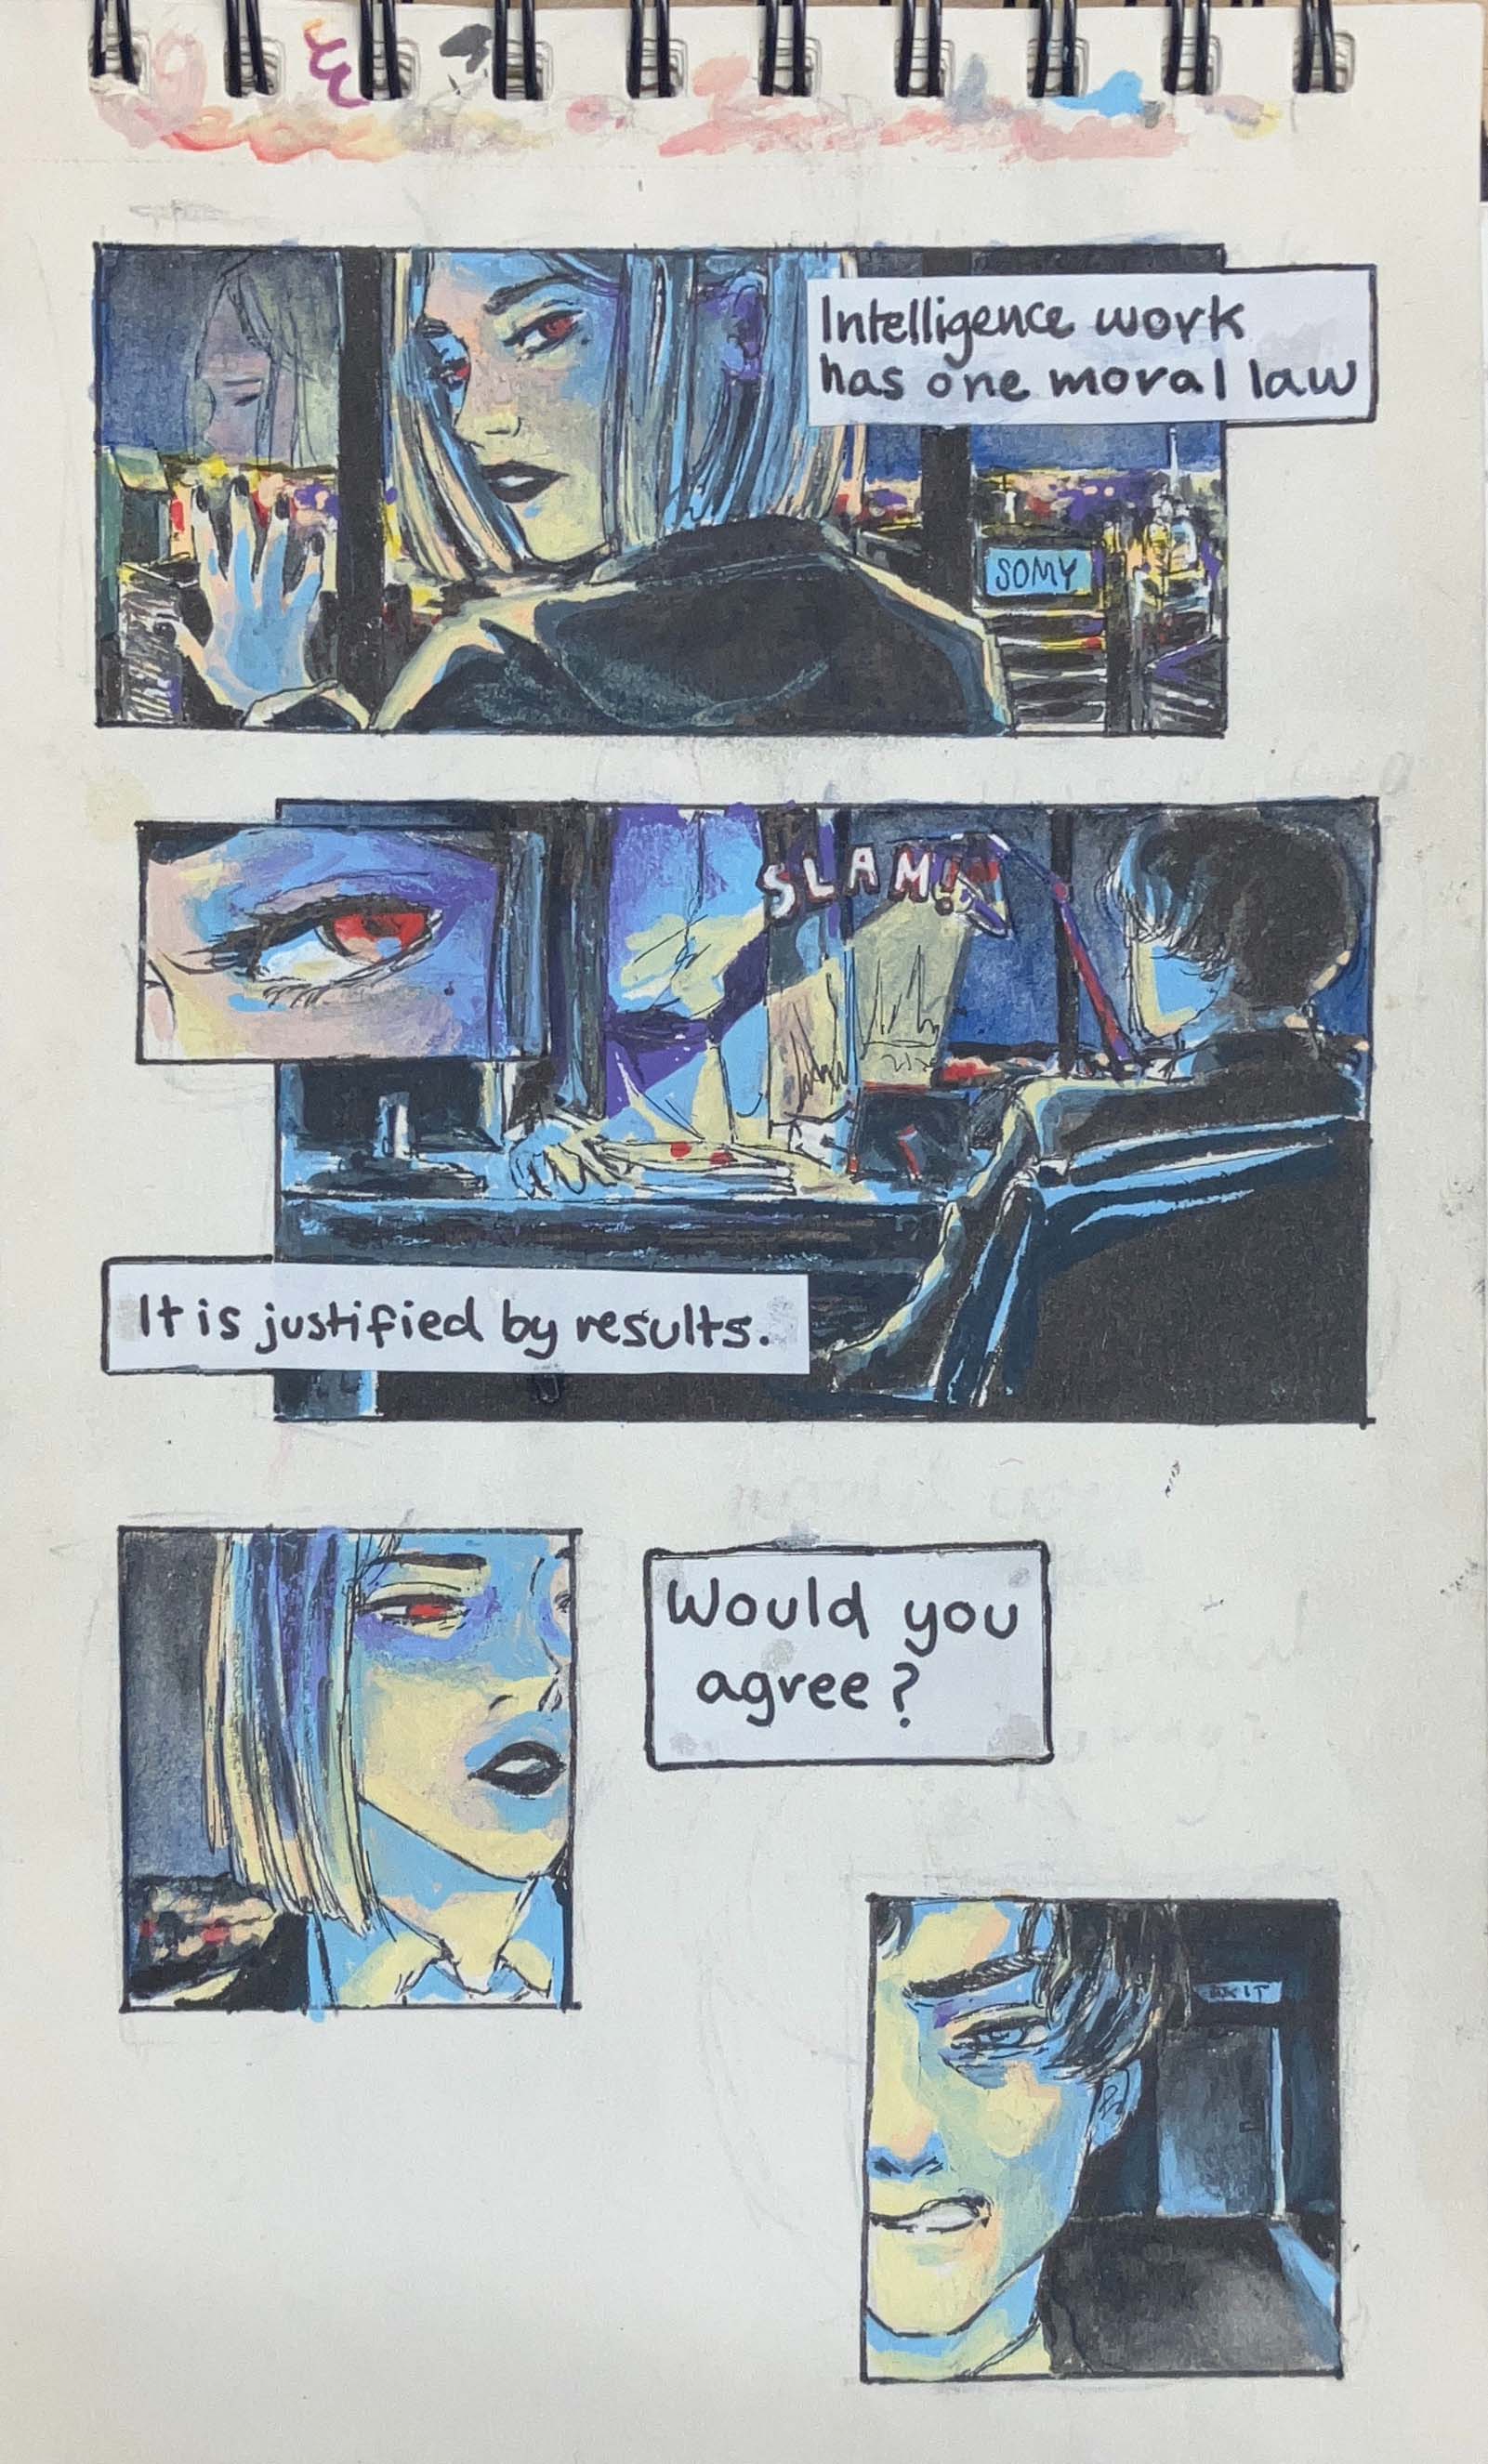 Intelligence work
has one moral law
SOMY
SLAM!
It is justified by results.
Would you
agree?
EXIT